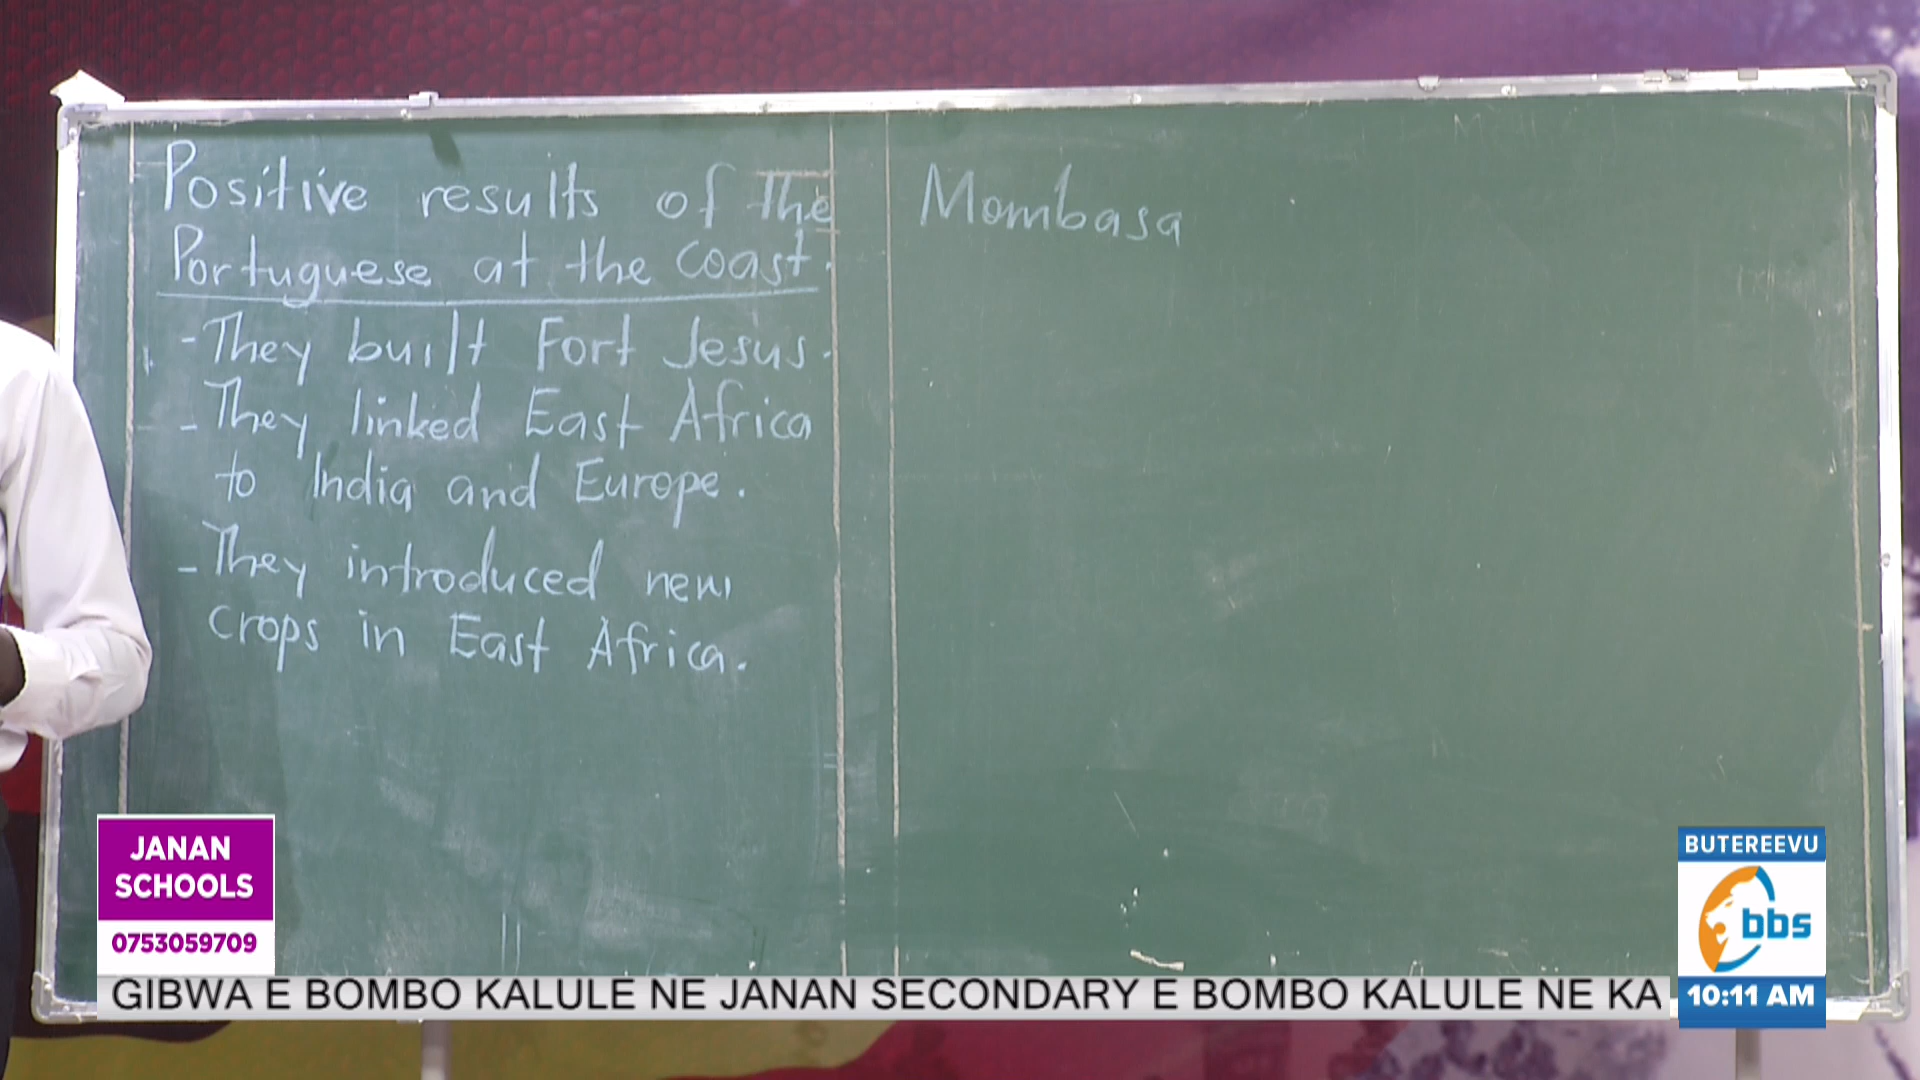 Positive results of the
Portuguese at the coast.
- They built Fort Jesus.
- They linked East Africa
to India and Europe.
- They introduced new
crops in East Africa.
Mombasa
JANAN
SCHOOLS
0753059709
BUTEREEVU
bbs
10:11 AM
GIBWA E BOMBO KALULE NE JANAN SECONDARY E BOMBO KALULE NE KA